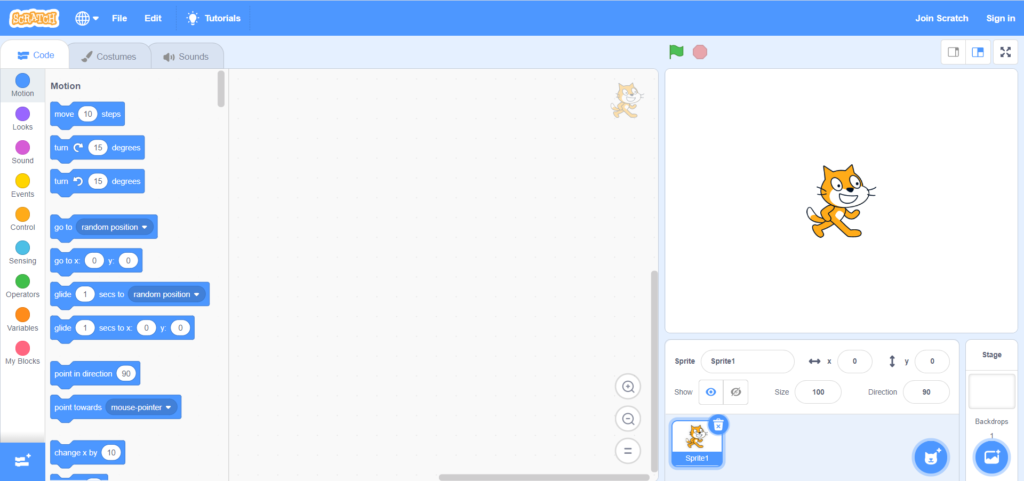 SCRATCH File Edit Tutorials Join Scratch Sign in
Code Costumes Sounds
Motion
Looks
Sound
Events
Control
Sensing
Operators
Variables
My Blocks
Motion
move 10 steps
turn 15 degrees
turn 15 degrees
go to random position
go to x: 0 y: 0
glide 1 secs to random position
glide 1 secs to x: 0 y: 0
point in direction 90
point towards mouse-pointer
change x by 10
Sprite Sprite1 x 0 y 0
Show Size 100 Direction 90
Sprite1
Stage
Backdrops
1